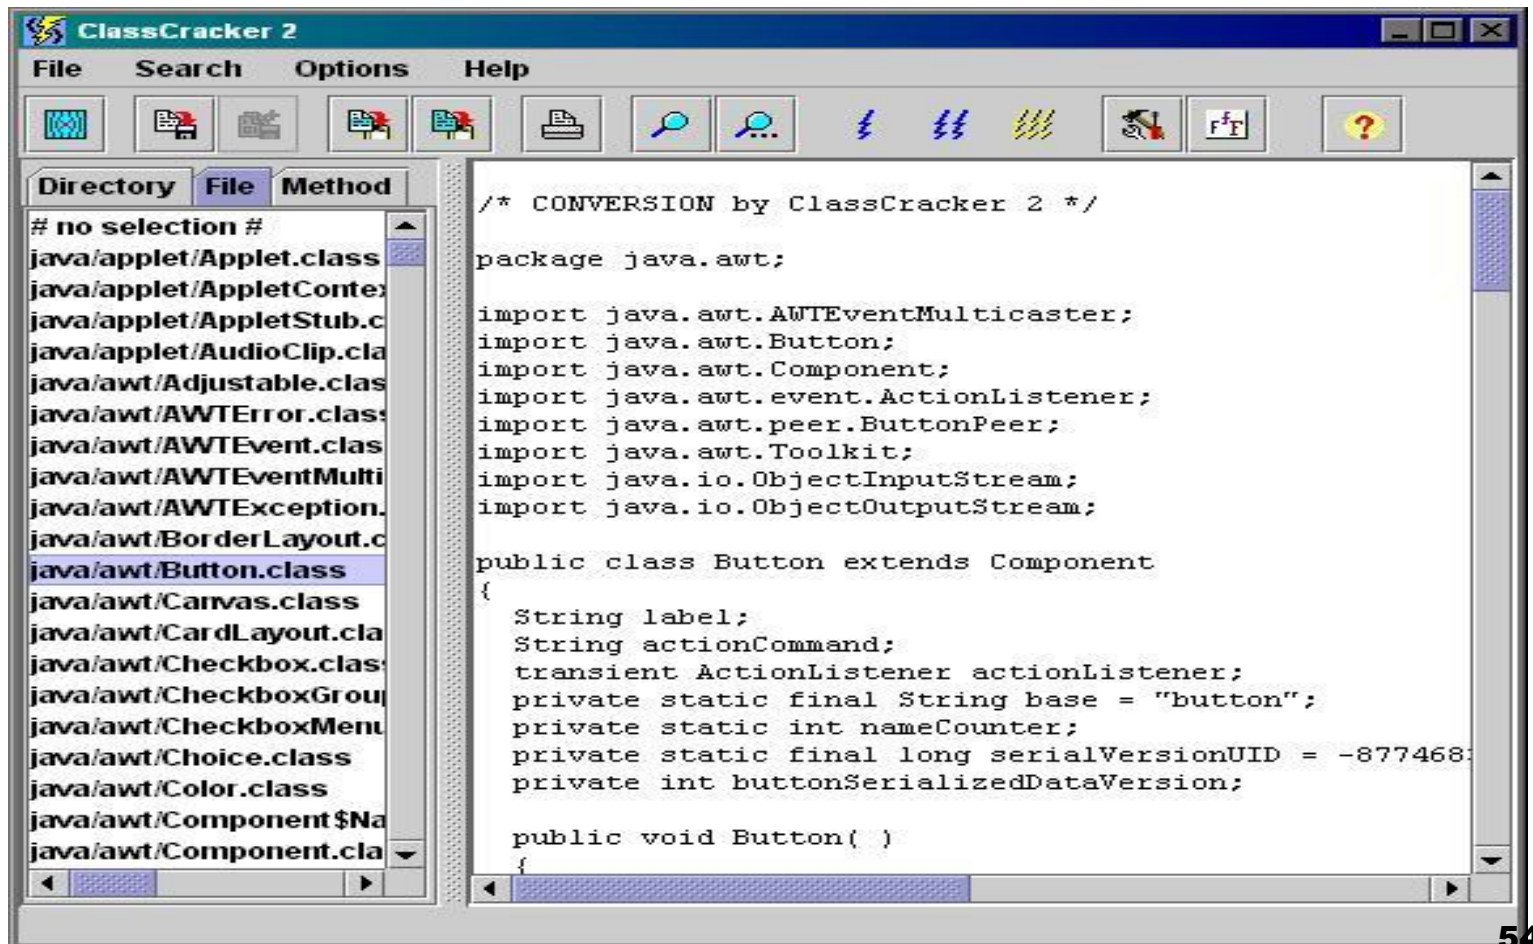 ClassCracker 2
File Search Options Help
F f F
?
Directory File Method
# no selection #
java/applet/Applet.class
java/applet/AppletContex
java/applet/AppletStub.c
java/applet/AudioClip.cla
java/awt/Adjustable.clas
java/awt/AWTError.class
java/awt/AWTEvent.clas
java/awt/AWTEventMulti
java/awt/AWTException.
java/awt/BorderLayout.c
java/awt/Button.class
java/awt/Canvas.class
java/awt/CardLayout.cla
java/awt/Checkbox.class
java/awt/CheckboxGroup
java/awt/CheckboxMenu
java/awt/Choice.class
java/awt/Color.class
java/awt/Component$Na
java/awt/Component.cla
/* CONVERSION by ClassCracker 2 */
package java.awt;
import java.awt.AWTEventMulticaster;
import java.awt.Button;
import java.awt.Component;
import java.awt.event.ActionListener;
import java.awt.peer.ButtonPeer;
import java.awt.Toolkit;
import java.io.ObjectInputStream;
import java.io.ObjectOutputStream;
public class Button extends Component
{
String label;
String actionCommand;
transient ActionListener actionListener;
private static final String base = "button";
private static int nameCounter;
private static final long serialVersionUID = -877468
private int buttonSerializedDataVersion;
public void Button( )
{